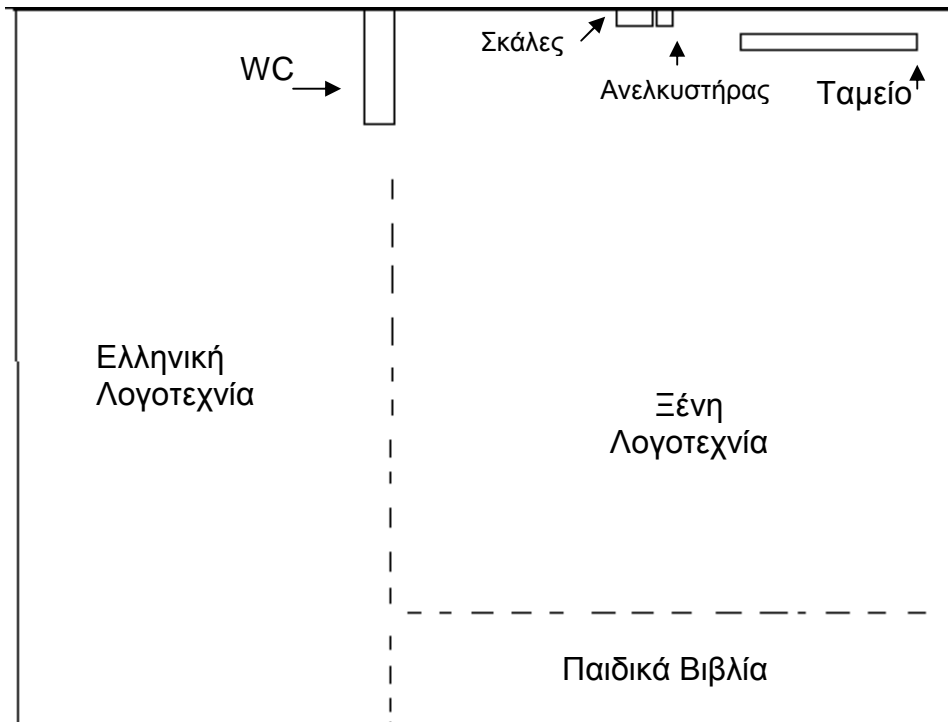 Σκάλες
WC
Ανελκυστήρας
Ταμείο
Ελληνική
Λογοτεχνία
Ξένη
Λογοτεχνία
Παιδικά Βιβλία